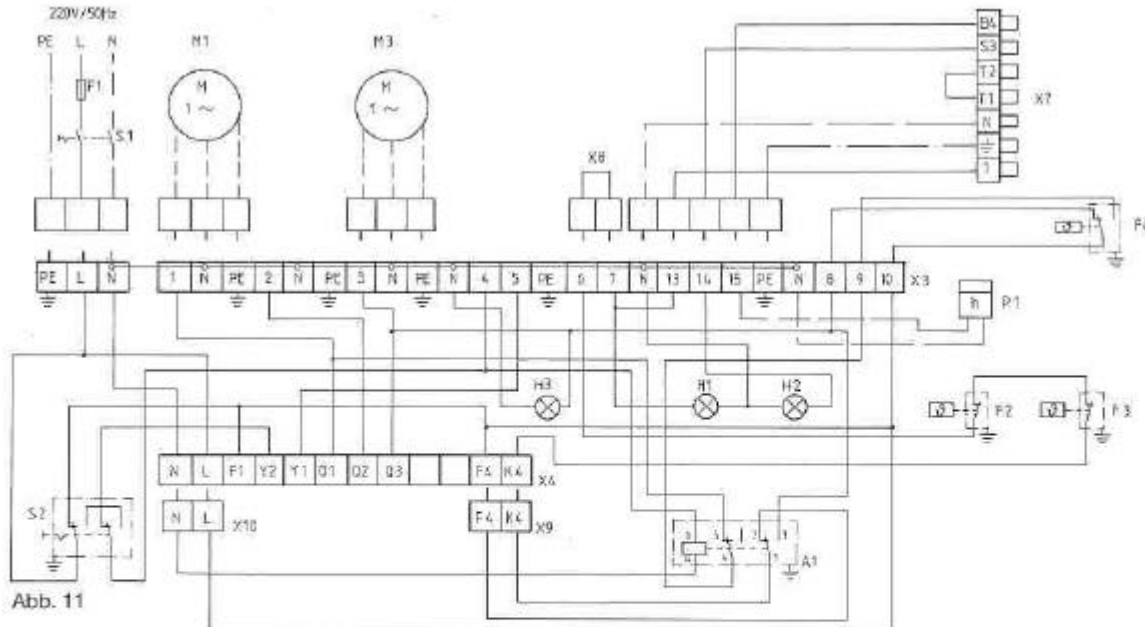 220V/50Hz
PE L N
F1
S1
M1
M
1 ~
M3
M
1 ~
X8
B4
S3
T2
T1
N
1
X7
PE L N 1 N PE 2 N PE 3 N PE N 4 5 PE 6 7 N 13 14 15 PE N 8 9 10 X3
P1
h
H3
H1
H2
F2
F3
N L F1 Y2 Y1 Q1 Q2 Q3 F4 K4 X4
N L X10
F4 K4 X9
S2
A1
Abb. 11